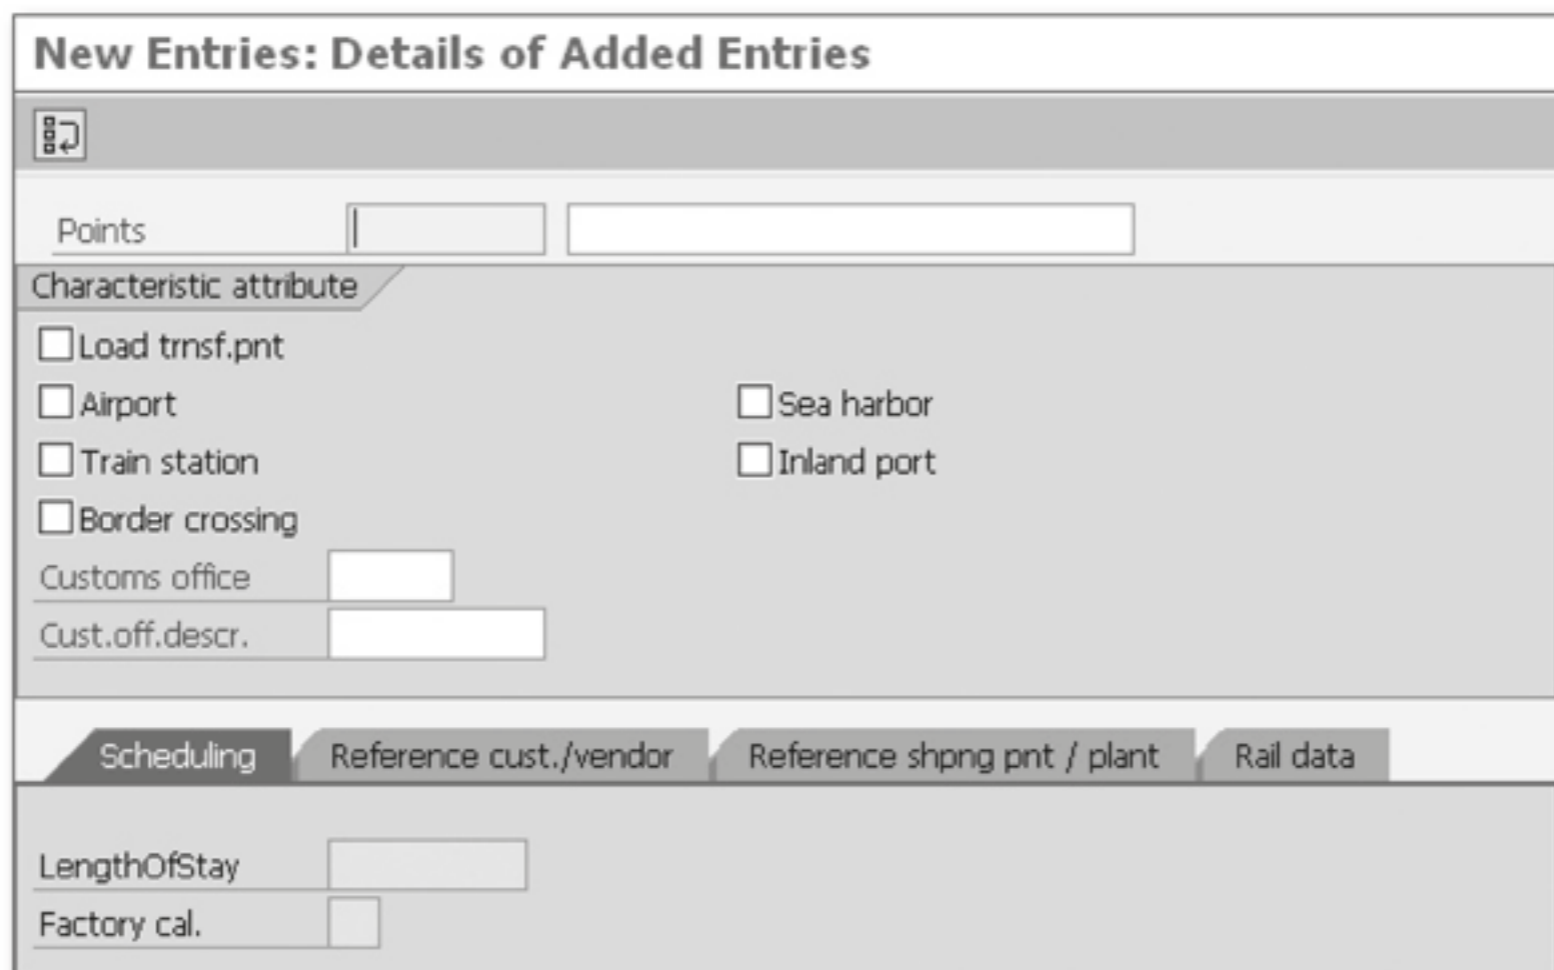 New Entries: Details of Added Entries
Points
Characteristic attribute
Load trnsf.pnt
Airport Sea harbor
Train station Inland port
Border crossing
Customs office
Cust.off.descr.
Scheduling Reference cust./vendor Reference shpng pnt / plant Rail data
LengthOfStay
Factory cal.